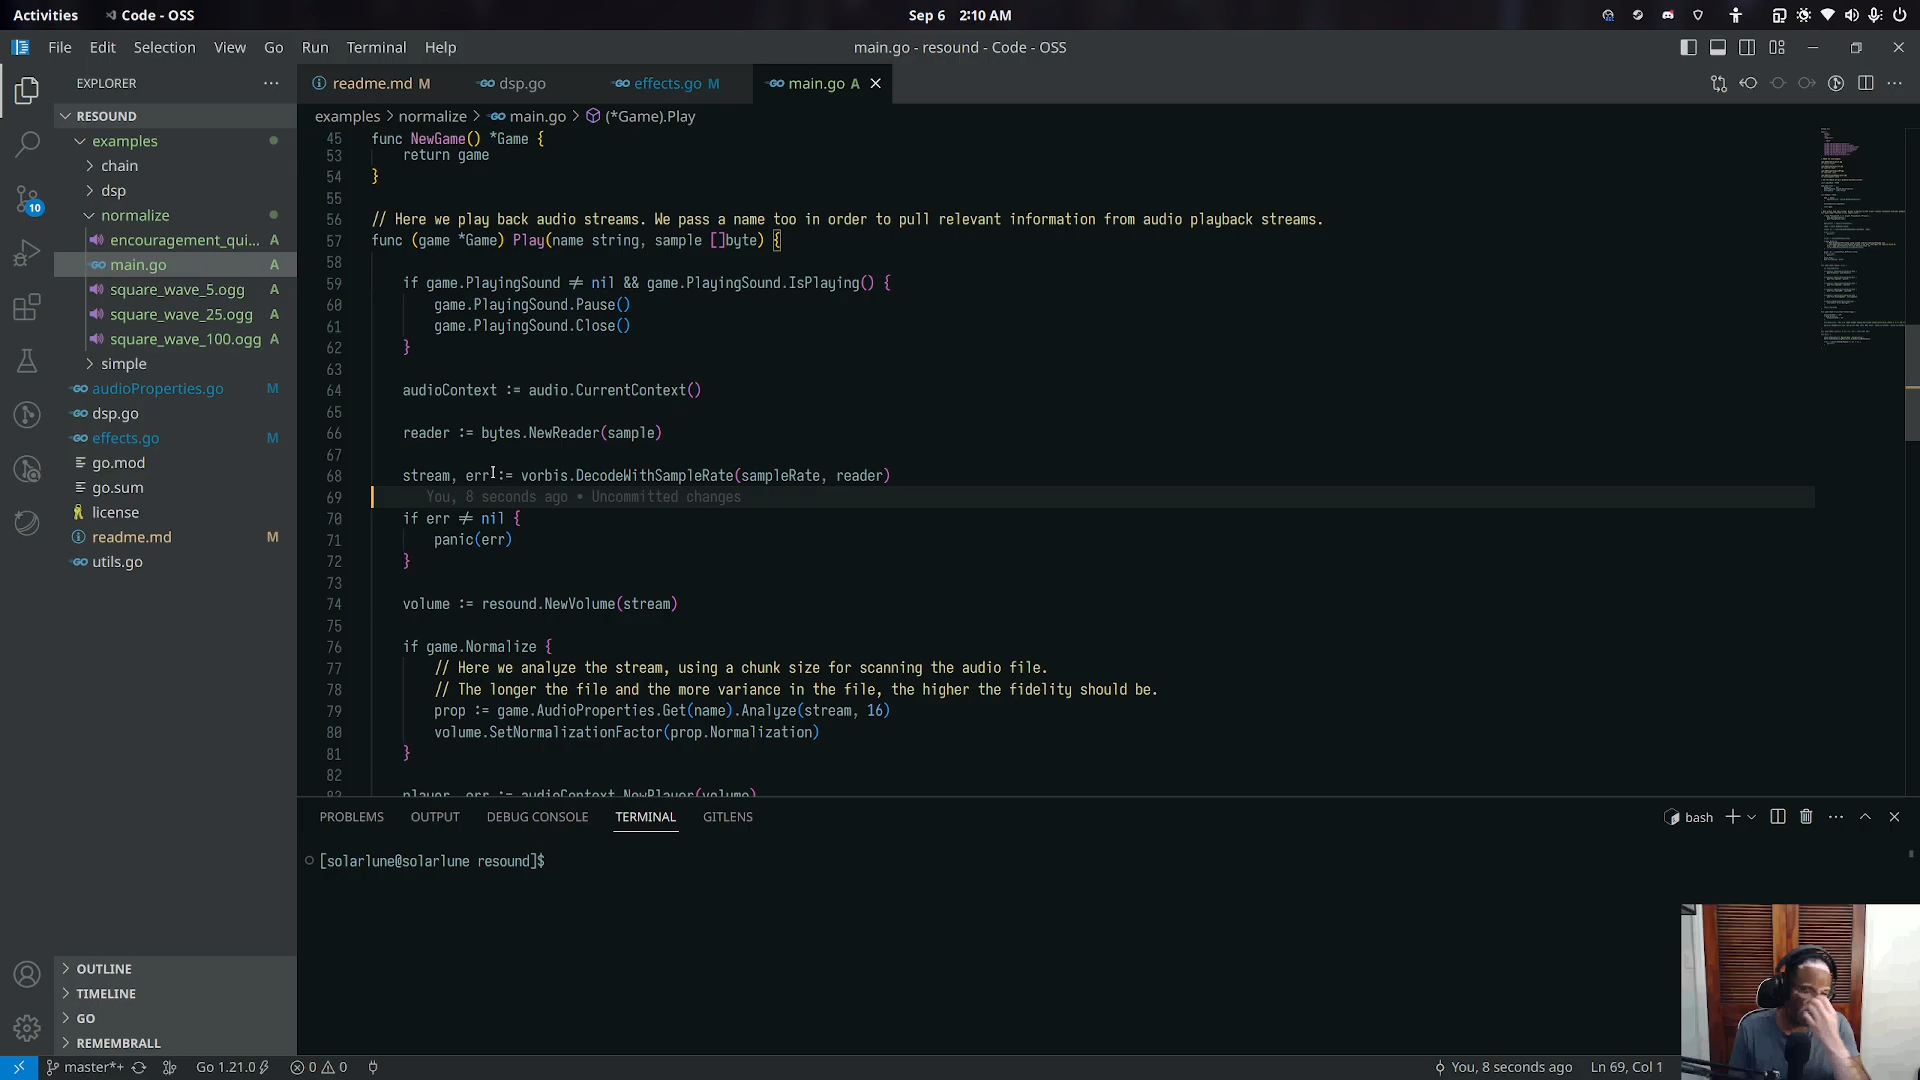 Activities
Code - OSS
Sep 6 2:10 AM
File Edit Selection View Go Run Terminal Help
main.go - resound - Code - OSS
EXPLORER
readme.md M
dsp.go
effects.go M
main.go A
RESOUND
examples > normalize > main.go > (*Game).Play
examples
chain
dsp
normalize
encouragement_qui... A
main.go A
square_wave_5.ogg A
square_wave_25.ogg A
square_wave_100.ogg A
simple
audioProperties.go M
dsp.go
effects.go M
go.mod
go.sum
license
readme.md M
utils.go
OUTLINE
TIMELINE
GO
REMEMBRALL
10
45 func NewGame() *Game {
53 return game
54 }
55
56 // Here we play back audio streams. We pass a name too in order to pull relevant information from audio playback streams.
57 func (game *Game) Play(name string, sample []byte) {
58
59 if game.PlayingSound != nil && game.PlayingSound.IsPlaying() {
60 game.PlayingSound.Pause()
61 game.PlayingSound.Close()
62 }
63
64 audioContext := audio.CurrentContext()
65
66 reader := bytes.NewReader(sample)
67
68 stream, err := vorbis.DecodeWithSampleRate(sampleRate, reader)
69 You, 8 seconds ago • Uncommitted changes
70 if err != nil {
71 panic(err)
72 }
73
74 volume := resound.NewVolume(stream)
75
76 if game.Normalize {
77 // Here we analyze the stream, using a chunk size for scanning the audio file.
78 // The longer the file and the more variance in the file, the higher the fidelity should be.
79 prop := game.AudioProperties.Get(name).Analyze(stream, 16)
80 volume.SetNormalizationFactor(prop.Normalization)
81 }
82
83 player, err := audioContext.NewPlayer(volume)
PROBLEMS OUTPUT DEBUG CONSOLE TERMINAL GITLENS
bash
[solarlune@solarlune resound]$
master*+ Go 1.21.0 0 0
You, 8 seconds ago Ln 69, Col 1